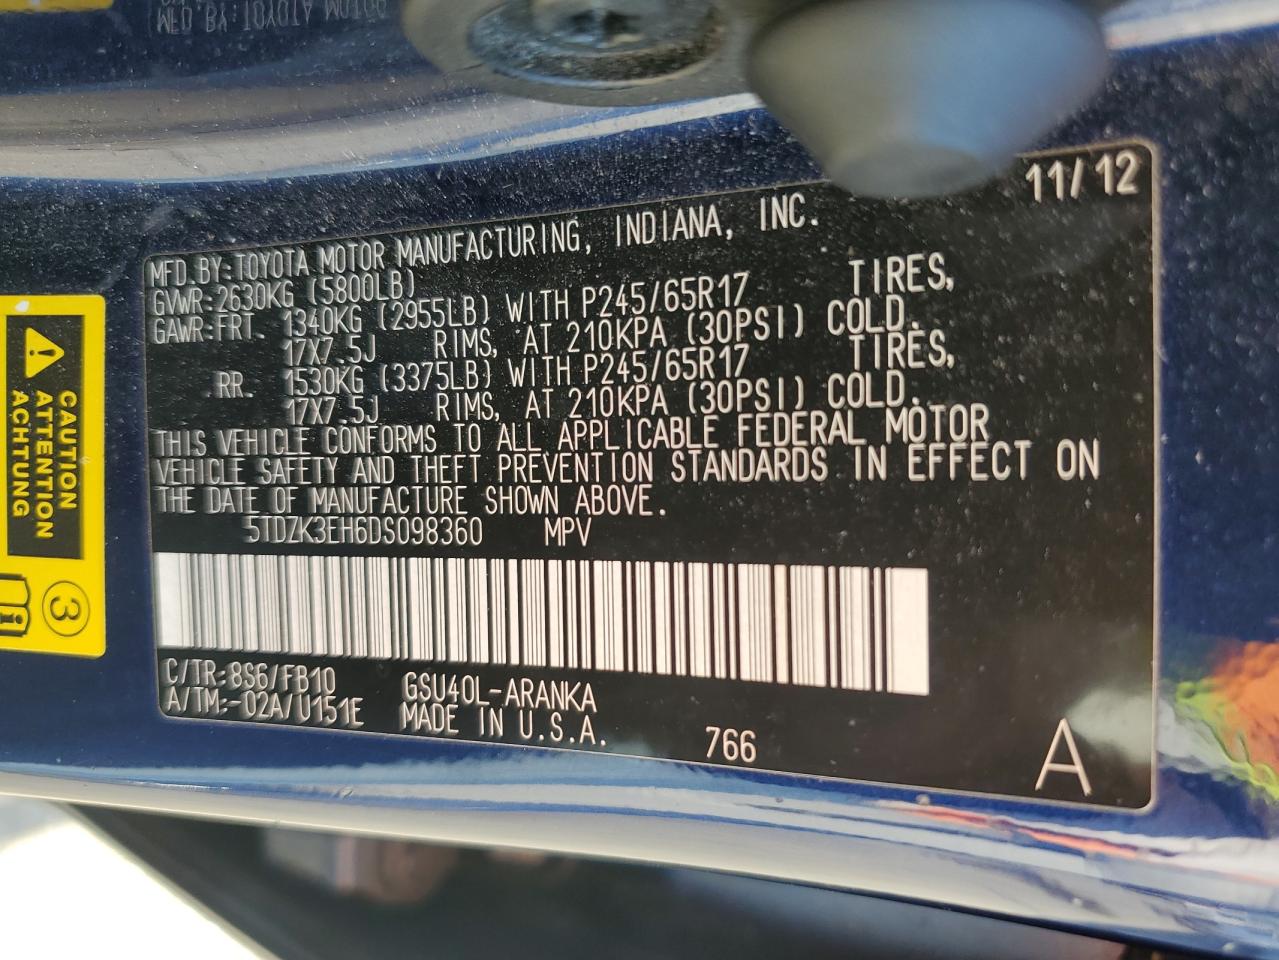 MFD.BY:TOYOTA MOTOR MANUFACTURING, INDIANA, INC. 11/12
GVWR-2630KG (5800LB)
GAWR-FRT. 1340KG (2955LB) WITH P245/65R17 TIRES,
17X7.5J RIMS, AT 210KPA (30PSI) COLD.
RR. 1530KG (3375LB) WITH P245/65R17 TIRES,
17X7.5J RIMS, AT 210KPA (30PSI) COLD.
THIS VEHICLE CONFORMS TO ALL APPLICABLE FEDERAL MOTOR
VEHICLE SAFETY AND THEFT PREVENTION STANDARDS IN EFFECT ON
THE DATE OF MANUFACTURE SHOWN ABOVE.
5TDZK3EH6DS098360 MPV
C/TR:8S6/FB10 GSU40L-ARANKA
A/TM:-02A/U151E MADE IN U.S.A.
766
A
CAUTION
ATTENTION
ACHTUNG
3
MFD.BY:TOYOTA MOTOR